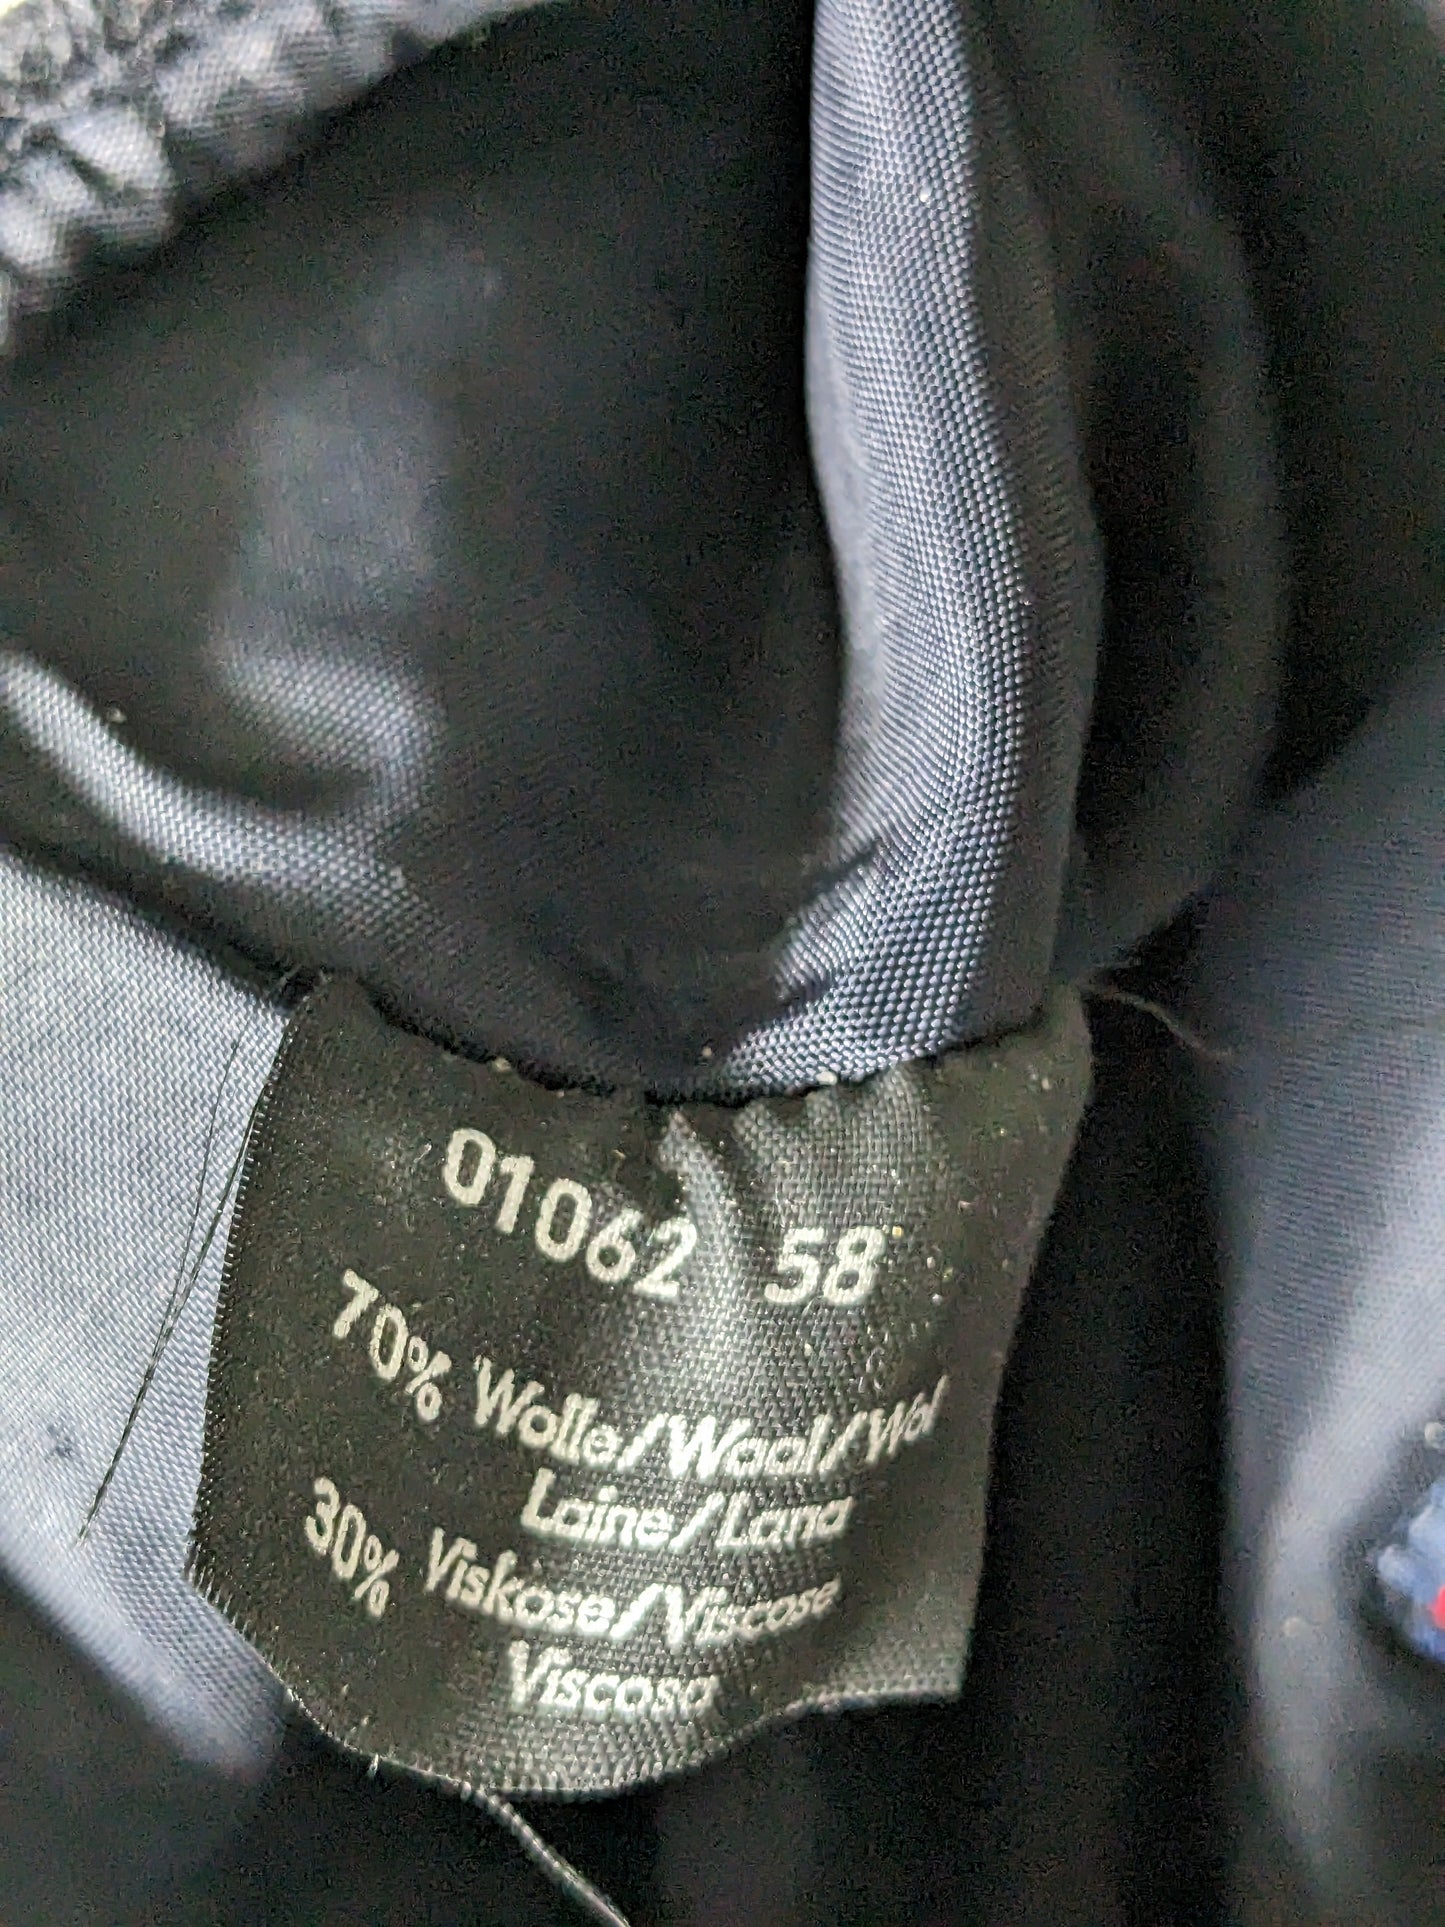 01062 58
70% Wolle/Wool/Wol
Laine/Lana
30% Viskose/Viscose
Viscosa